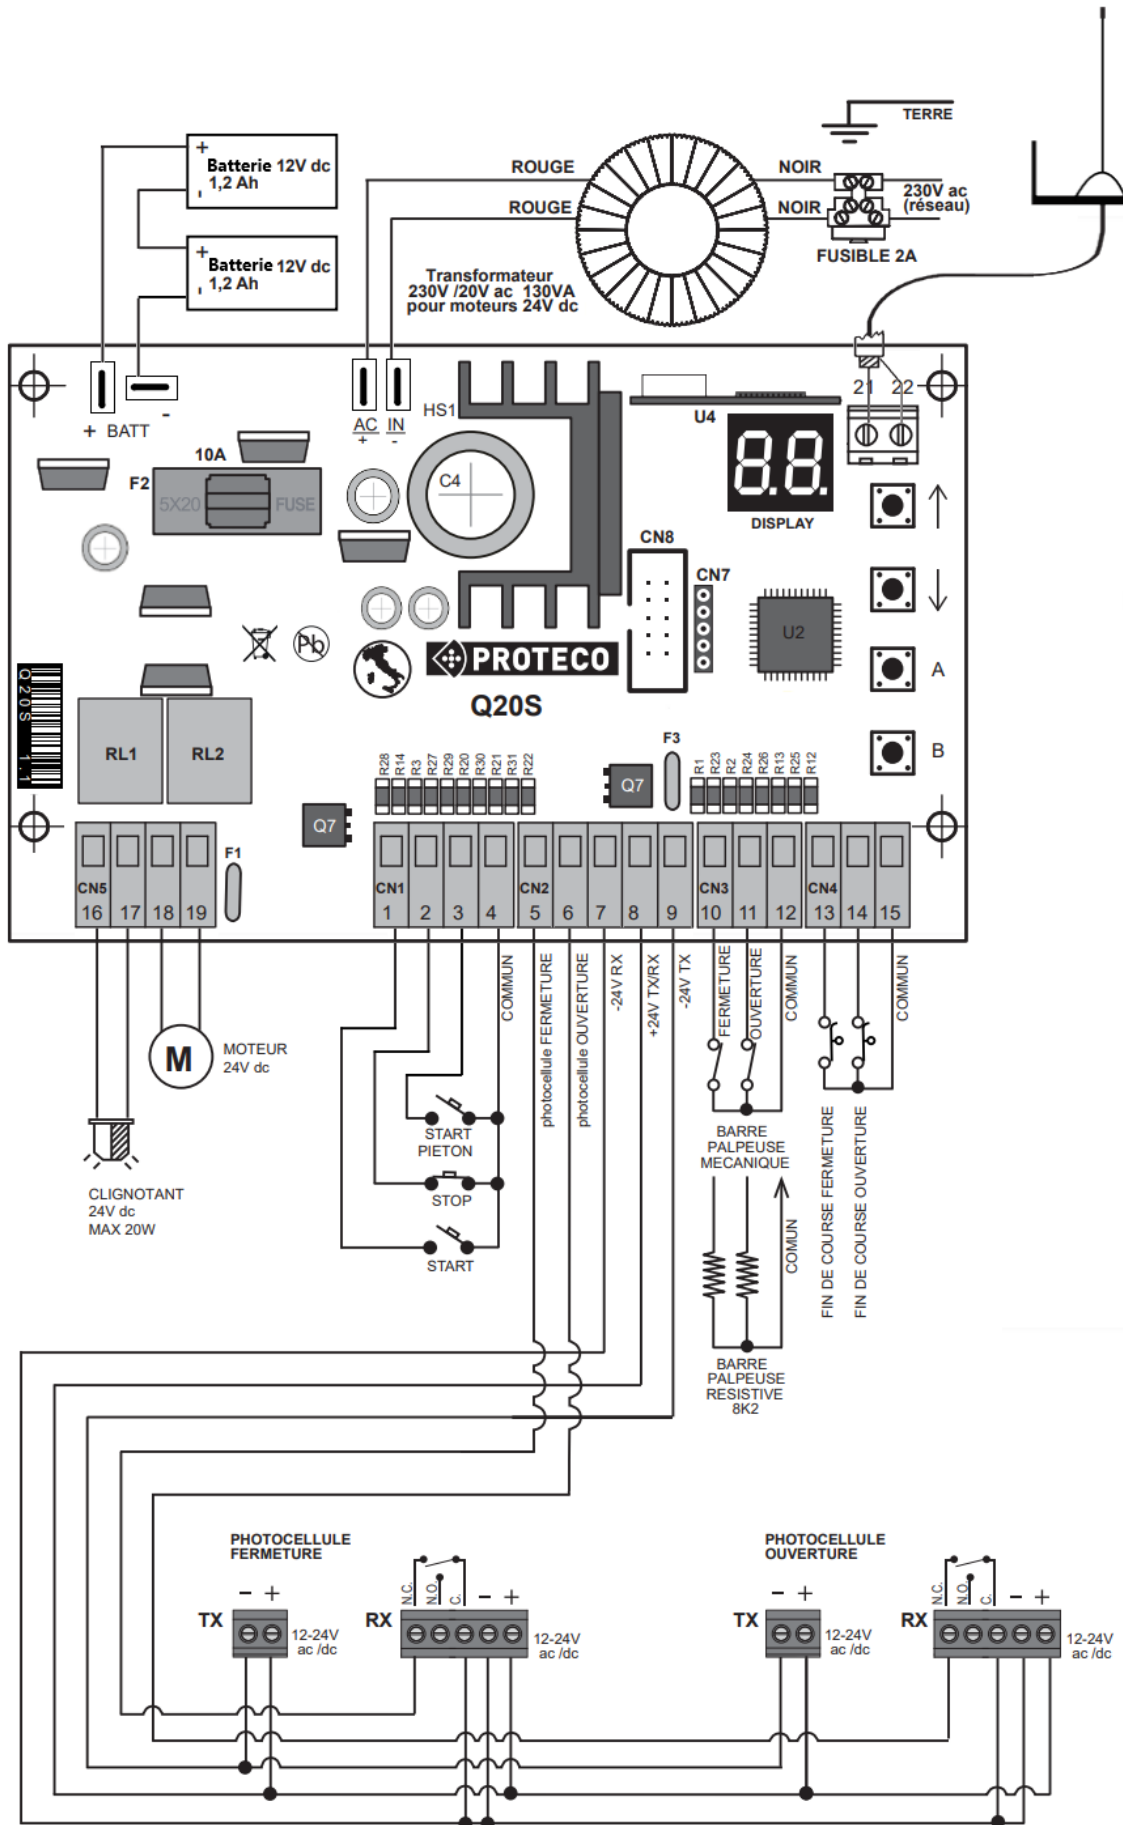 TERRE
+
Batterie 12V dc
1,2 Ah
-
+
Batterie 12V dc
1,2 Ah
-
ROUGE
ROUGE
NOIR
NOIR
230V ac
(réseau)
FUSIBLE 2A
Transformateur
230V /20V ac 130VA
pour moteurs 24V dc
+ BATT -
AC IN
+ -
HS1
C4
U4
21 22
10A
F2
5X20 FUSE
88.
DISPLAY
CN8
CN7
U2
A
B
Pb
PROTECO
Q20S
Q20S 1.1
RL1
RL2
F3
Q7
Q7
R28
R14
R3
R27
R29
R20
R30
R21
R31
R22
R1
R23
R2
R24
R26
R13
R25
R12
F1
CN5
16 17 18 19
CN1
1 2 3 4
CN2
5 6 7 8 9
CN3
10 11 12
CN4
13 14 15
COMMUN
photocellule FERMETURE
photocellule OUVERTURE
-24V RX
+24V TX/RX
-24V TX
FERMETURE
OUVERTURE
COMMUN
COMMUN
M
MOTEUR
24V dc
CLIGNOTANT
24V dc
MAX 20W
START
PIETON
STOP
START
BARRE
PALPEUSE
MECANIQUE
COMUN
BARRE
PALPEUSE
RESISTIVE
8K2
FIN DE COURSE FERMETURE
FIN DE COURSE OUVERTURE
PHOTOCELLULE
FERMETURE
TX
- +
12-24V
ac /dc
RX
N.C.
N.O.
C.
- +
12-24V
ac /dc
PHOTOCELLULE
OUVERTURE
TX
- +
12-24V
ac /dc
RX
N.C.
N.O.
C.
- +
12-24V
ac /dc